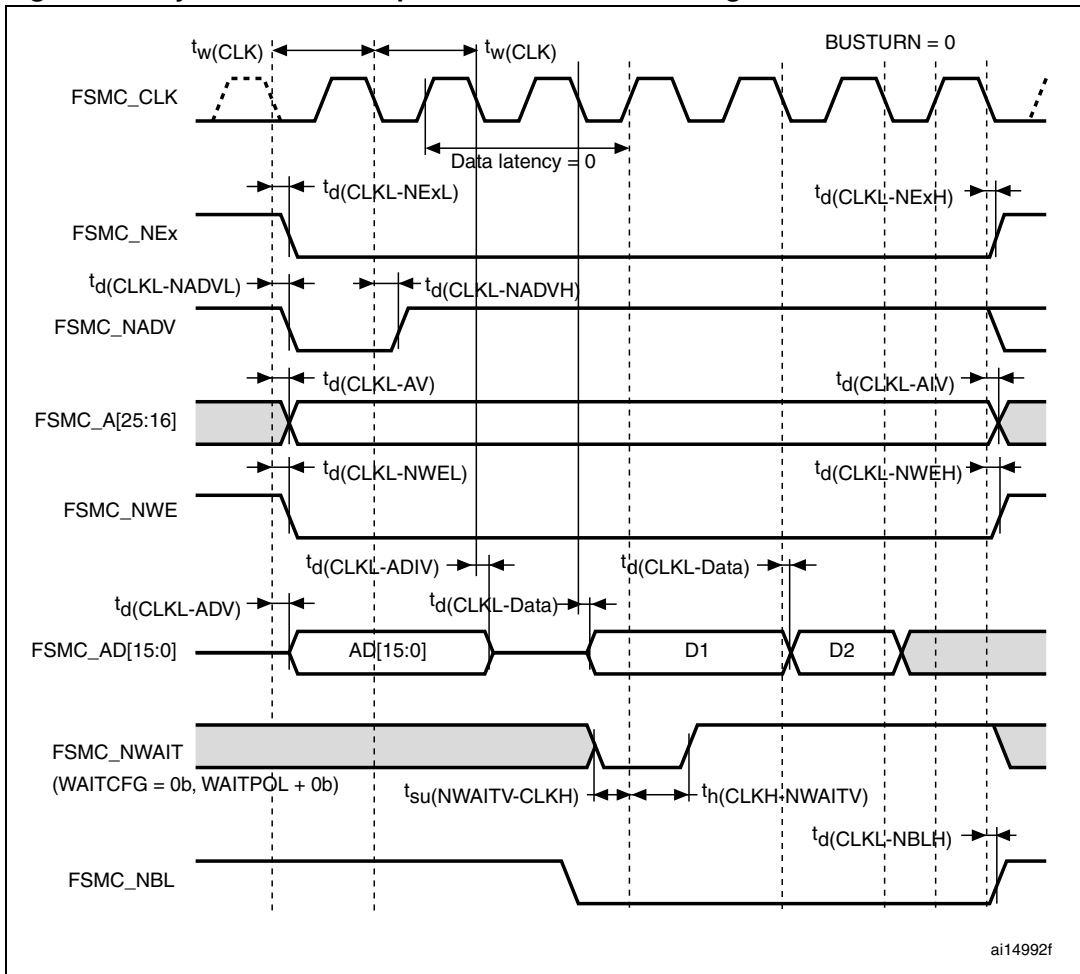 BUSTURN = 0
tw(CLK) tw(CLK)
FSMC_CLK
Data latency = 0
td(CLKL-NExL) td(CLKL-NExH)
FSMC_NEx
td(CLKL-NADVL) td(CLKL-NADVH)
FSMC_NADV
td(CLKL-AV) td(CLKL-AIV)
FSMC_A[25:16]
td(CLKL-NWEL) td(CLKL-NWEH)
FSMC_NWE
td(CLKL-ADIV) td(CLKL-Data)
td(CLKL-ADV) td(CLKL-Data)
FSMC_AD[15:0] AD[15:0] D1 D2
FSMC_NWAIT
(WAITCFG = 0b, WAITPOL + 0b)
tsu(NWAITV-CLKH) th(CLKH-NWAITV)
td(CLKL-NBLH)
FSMC_NBL
ai14992f